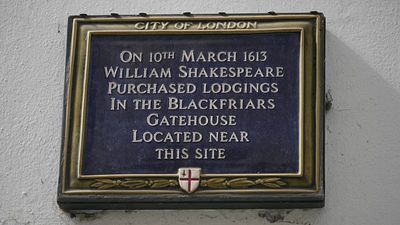 CITY OF LONDON
ON 10TH MARCH 1613
WILLIAM SHAKESPEARE
PURCHASED LODGINGS
IN THE BLACKFRIARS
GATEHOUSE
LOCATED NEAR
THIS SITE